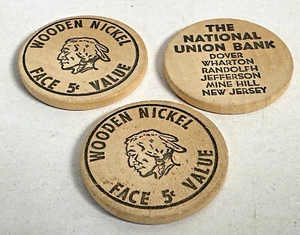 WOODEN NICKEL
FACE 5¢ VALUE
THE
NATIONAL
UNION BANK
DOVER
WHARTON
RANDOLPH
JEFFERSON
MINE HILL
NEW JERSEY
WOODEN NICKEL
FACE 5¢ VALUE